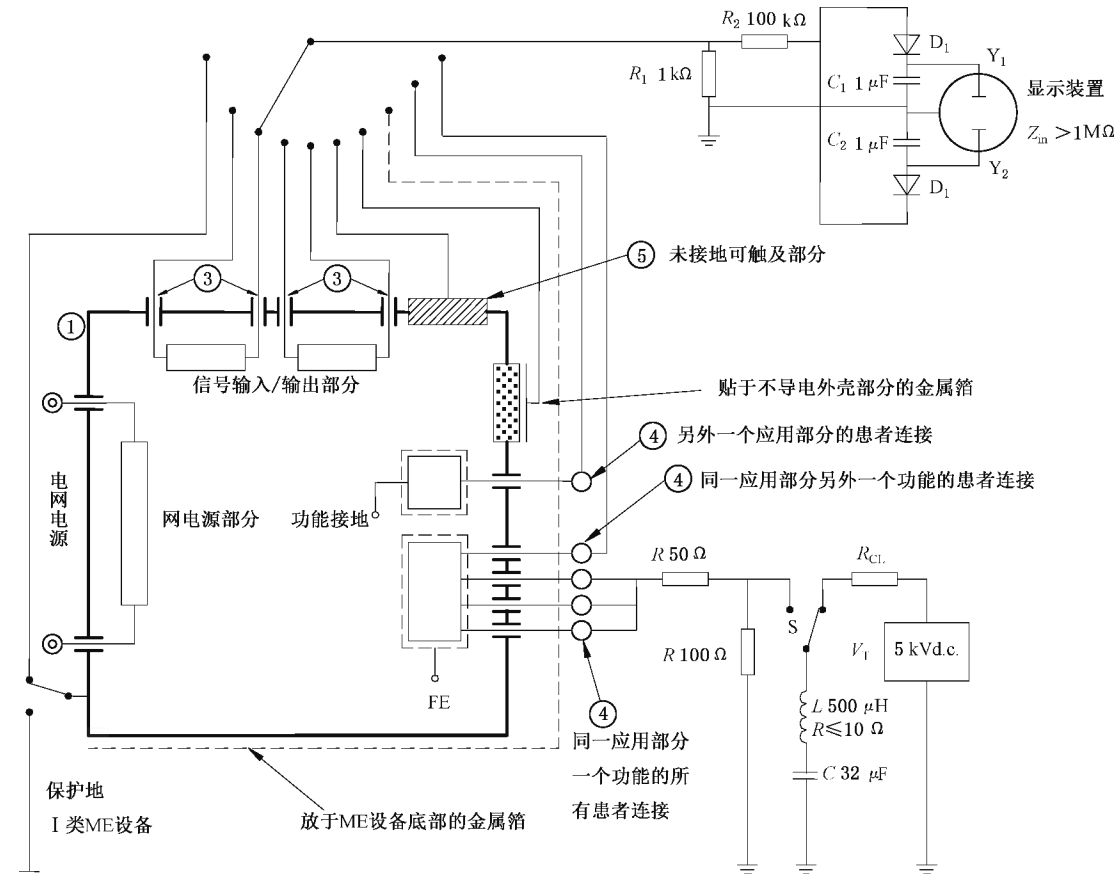 R₂ 100 kΩ
D₁
Y₁
R₁ 1 kΩ
C₁ 1 μF
显示装置
Zᵢₙ >1MΩ
C₂ 1 μF
Y₂
D₁
⑤ 未接地可触及部分
③
③
①
信号输入/输出部分
贴于不导电外壳部分的金属箔
④ 另外一个应用部分的患者连接
④ 同一应用部分另外一个功能的患者连接
电网电源
网电源部分
功能接地
R 50 Ω
R_CL
S
R 100 Ω
V_T
5 kVd.c.
FE
L 500 μH
R≤10 Ω
④
同一应用部分
一个功能的所
有患者连接
C 32 μF
保护地
Ⅰ类ME设备
放于ME设备底部的金属箔